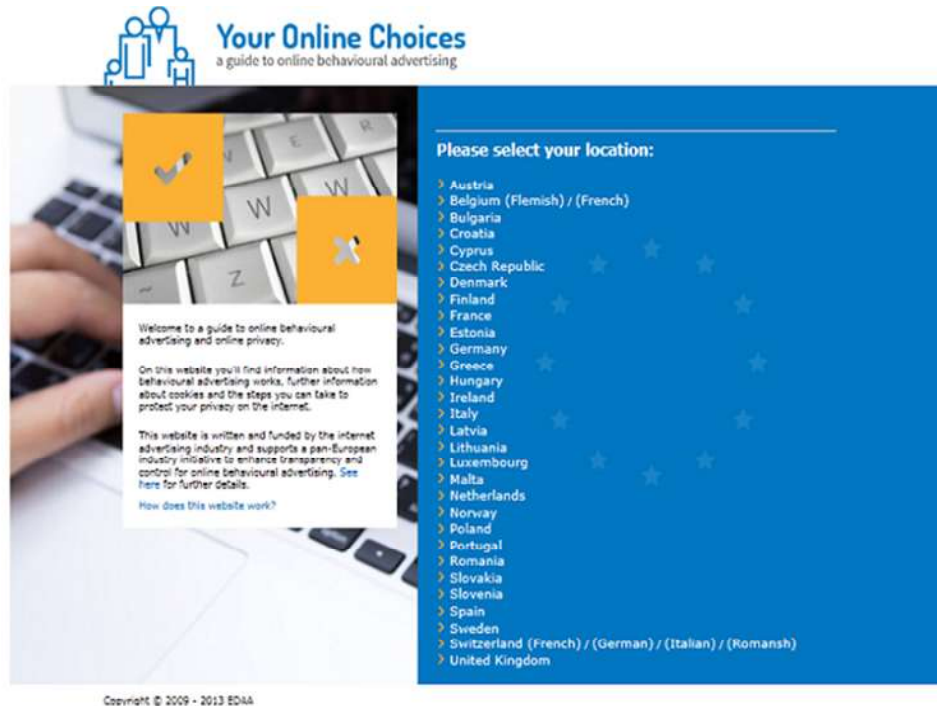 Your Online Choices
a guide to online behavioural advertising
Welcome to a guide to online behavioural
advertising and online privacy.
On this website you'll find information about how
behavioural advertising works, further information
about cookies and the steps you can take to
protect your privacy on the internet.
This website is written and funded by the internet
advertising industry and supports a pan-European
industry initiative to enhance transparency and
control for online behavioural advertising. See
here for further details.
How does this website work?
Please select your location:
Austria
Belgium (Flemish) / (French)
Bulgaria
Croatia
Cyprus
Czech Republic
Denmark
Finland
France
Estonia
Germany
Greece
Hungary
Ireland
Italy
Latvia
Lithuania
Luxembourg
Malta
Netherlands
Norway
Poland
Portugal
Romania
Slovakia
Slovenia
Spain
Sweden
Switzerland (French) / (German) / (Italian) / (Romansh)
United Kingdom
Copyright © 2009 - 2013 EDAA